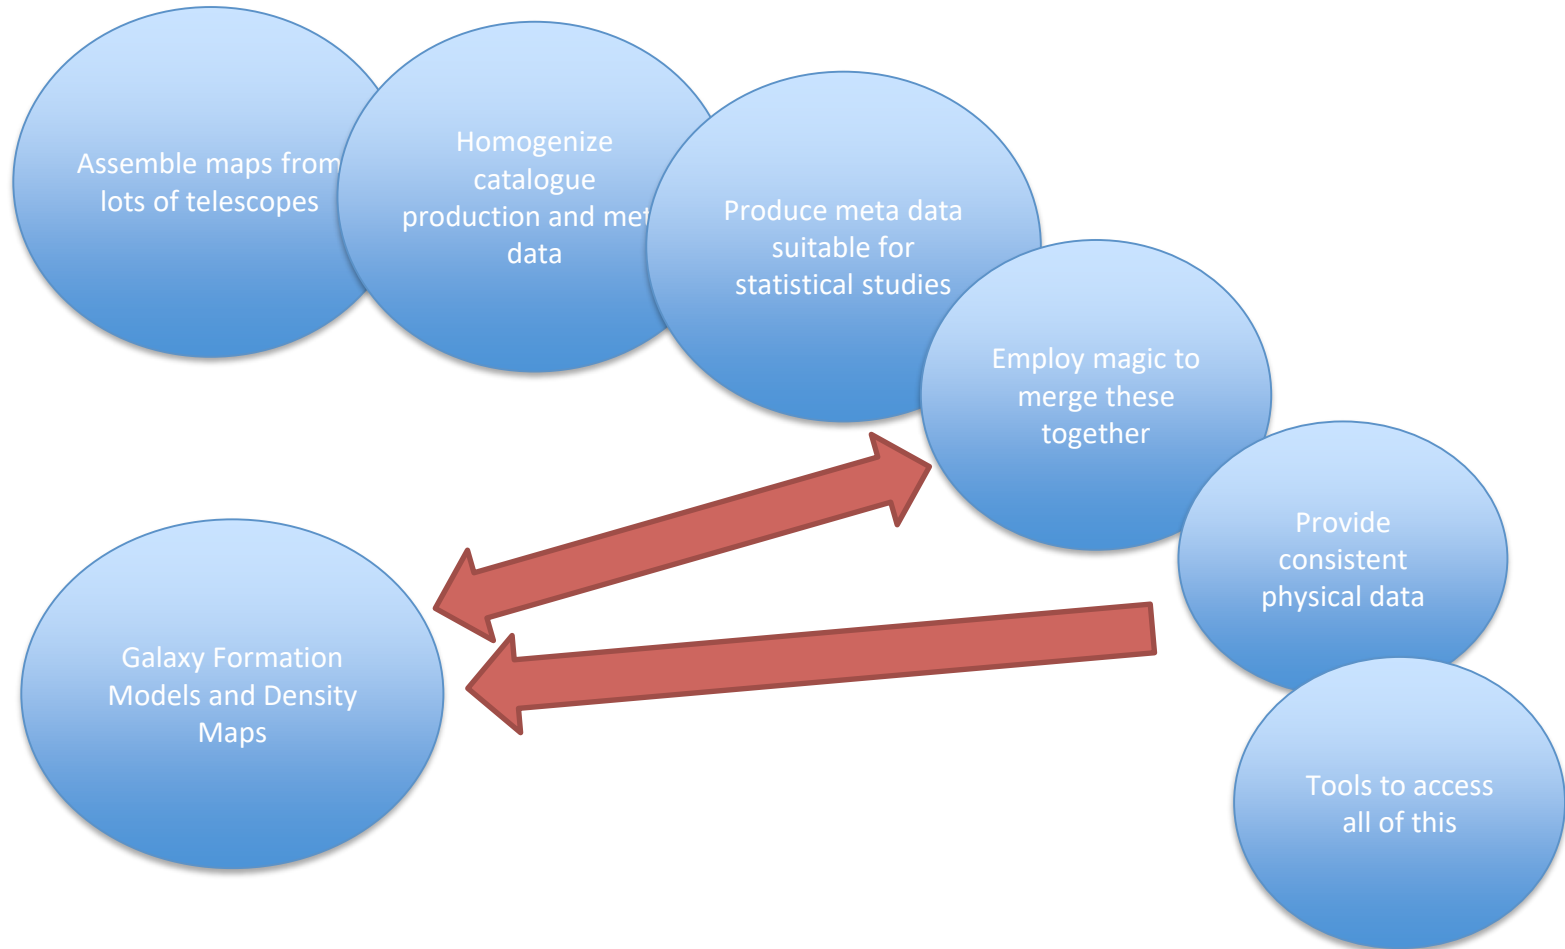 Assemble maps from
lots of telescopes
Homogenize
catalogue
production and met
data
Produce meta data
suitable for
statistical studies
Employ magic to
merge these
together
Provide
consistent
physical data
Galaxy Formation
Models and Density
Maps
Tools to access
all of this